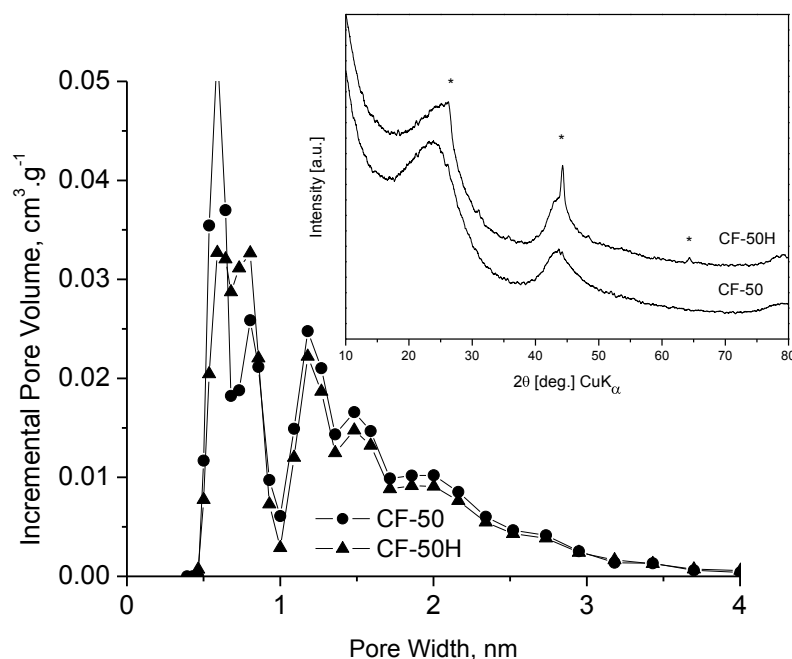 0.05
0.04
0.03
0.02
0.01
0.00
Incremental Pore Volume, cm³.g⁻¹
0
1
2
3
4
Pore Width, nm
CF-50
CF-50H
Intensity [a.u.]
*
*
*
CF-50H
CF-50
10
20
30
40
50
60
70
80
2θ [deg.] CuKα